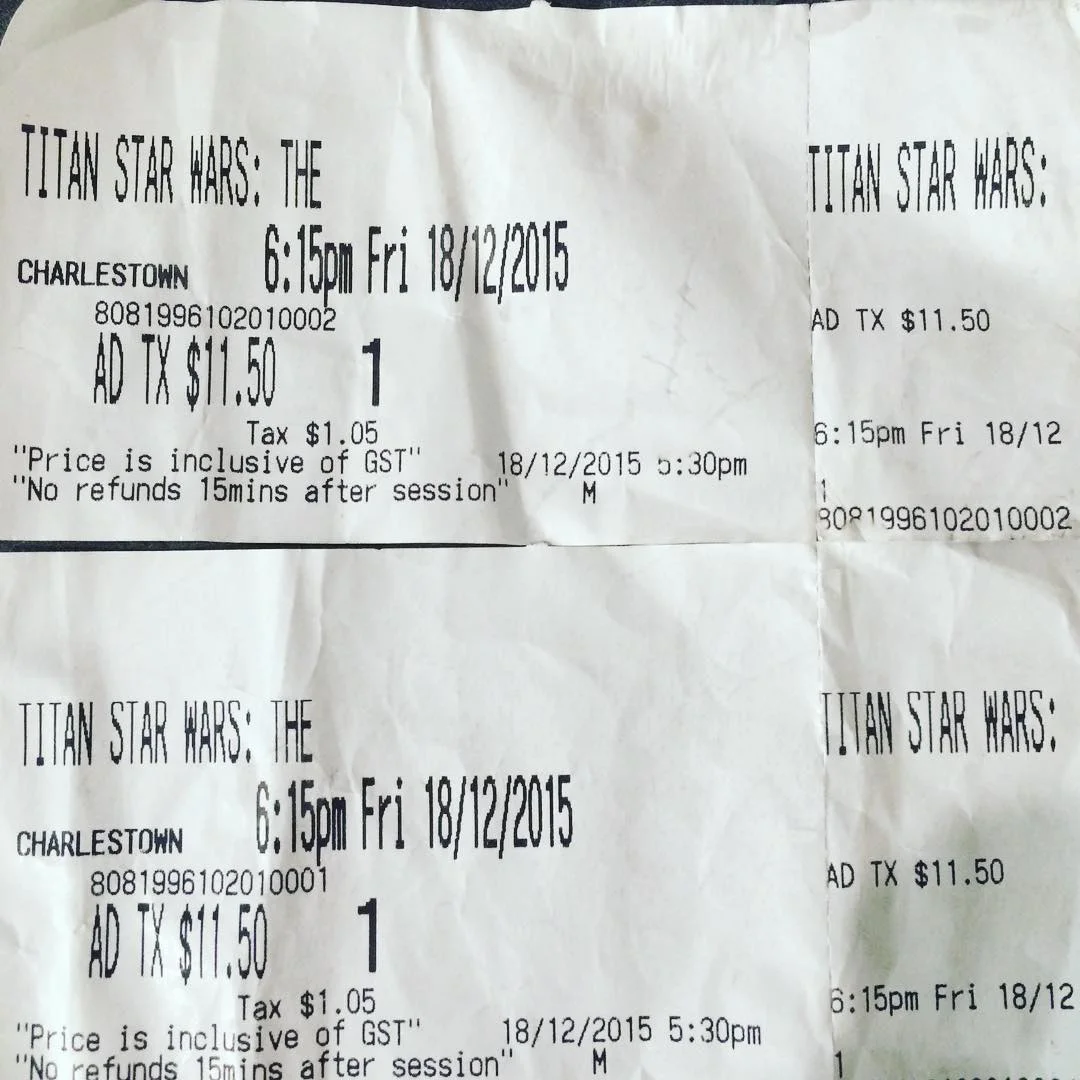 TITAN STAR WARS: THE
6:15pm Fri 18/12/2015
CHARLESTOWN
8081996102010002
AD TX $11.50 1
Tax $1.05
"Price is inclusive of GST" 18/12/2015 5:30pm
"No refunds 15mins after session" M
TITAN STAR WARS:
AD TX $11.50
6:15pm Fri 18/12
1
8081996102010002
TITAN STAR WARS: THE
6:15pm Fri 18/12/2015
CHARLESTOWN
8081996102010001
AD TX $11.50 1
Tax $1.05
"Price is inclusive of GST" 18/12/2015 5:30pm
"No refunds 15mins after session" M
TITAN STAR WARS:
AD TX $11.50
6:15pm Fri 18/12
1